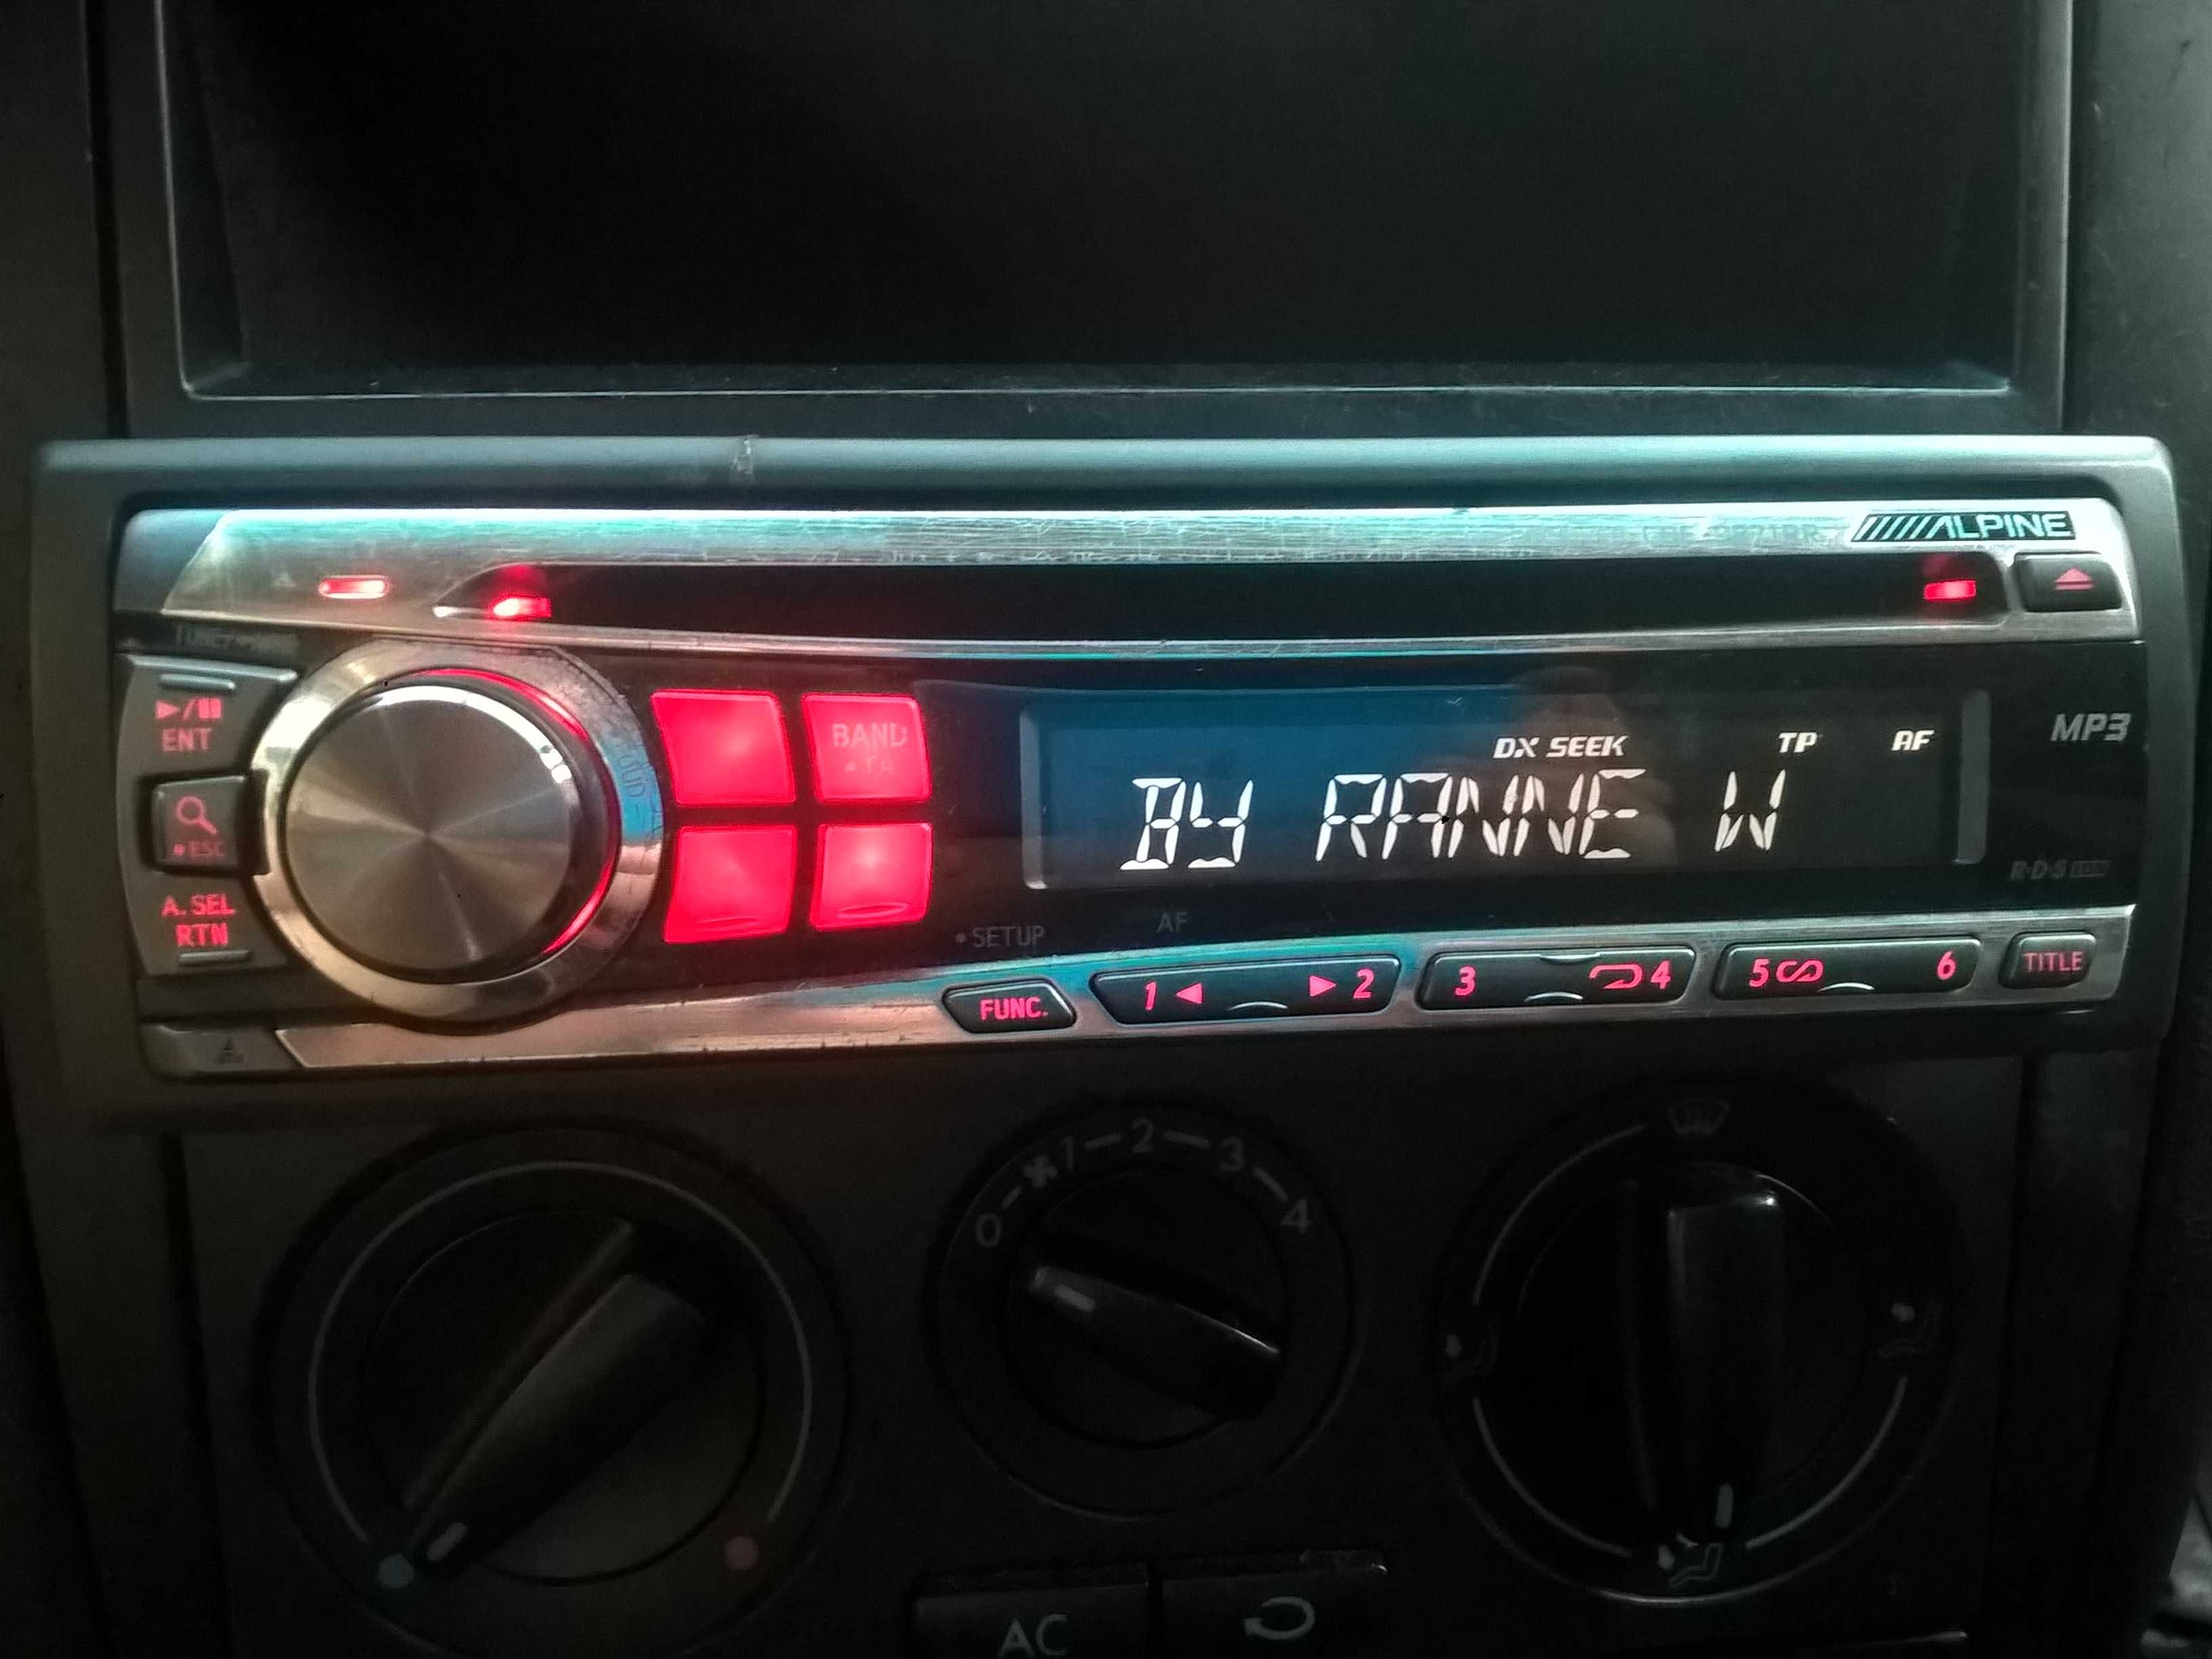 ALPINE
▶/❚❚
ENT
BAND
DX SEEK TP AF
MP3
BY RANNE W
• ESC
R·D·S
A. SEL
RTN
• SETUP
AF
FUNC.
1 ◀ ▶ 2
3 4
5 6
TITLE
0 1 2 3 4
AC